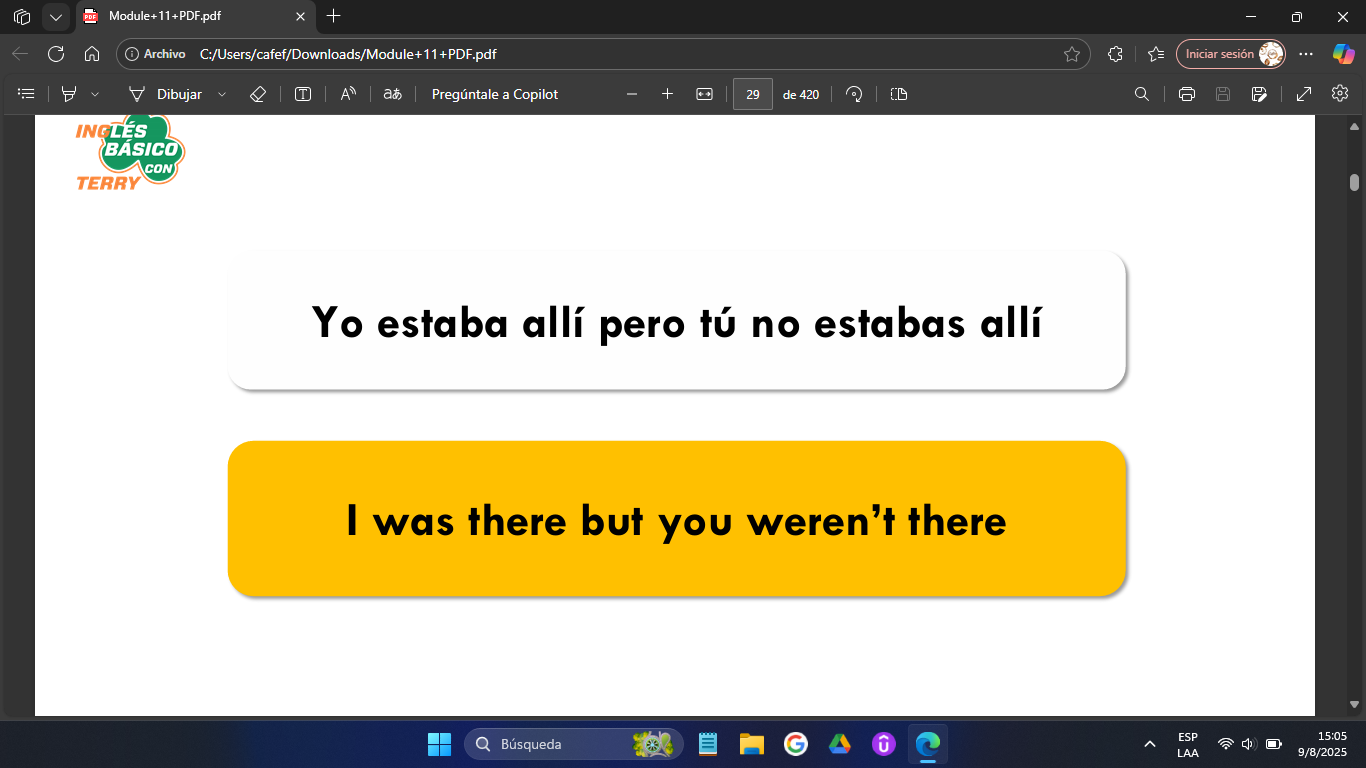 Module+11+PDF.pdf
Archivo C:/Users/cafef/Downloads/Module+11+PDF.pdf
Iniciar sesión
Dibujar
Pregúntale a Copilot
29 de 420
INGLÉS
BÁSICO
CON
TERRY
Yo estaba allí pero tú no estabas allí
I was there but you weren't there
Búsqueda
ESP
LAA
15:05
9/8/2025